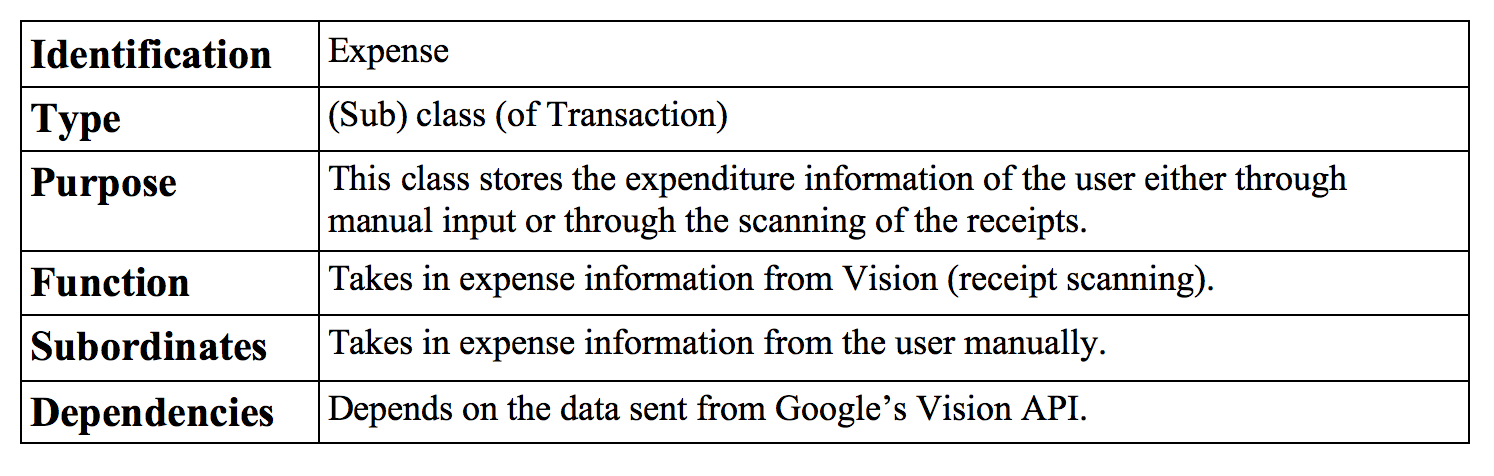 Identification Expense
Type (Sub) class (of Transaction)
Purpose This class stores the expenditure information of the user either through
manual input or through the scanning of the receipts.
Function Takes in expense information from Vision (receipt scanning).
Subordinates Takes in expense information from the user manually.
Dependencies Depends on the data sent from Google’s Vision API.